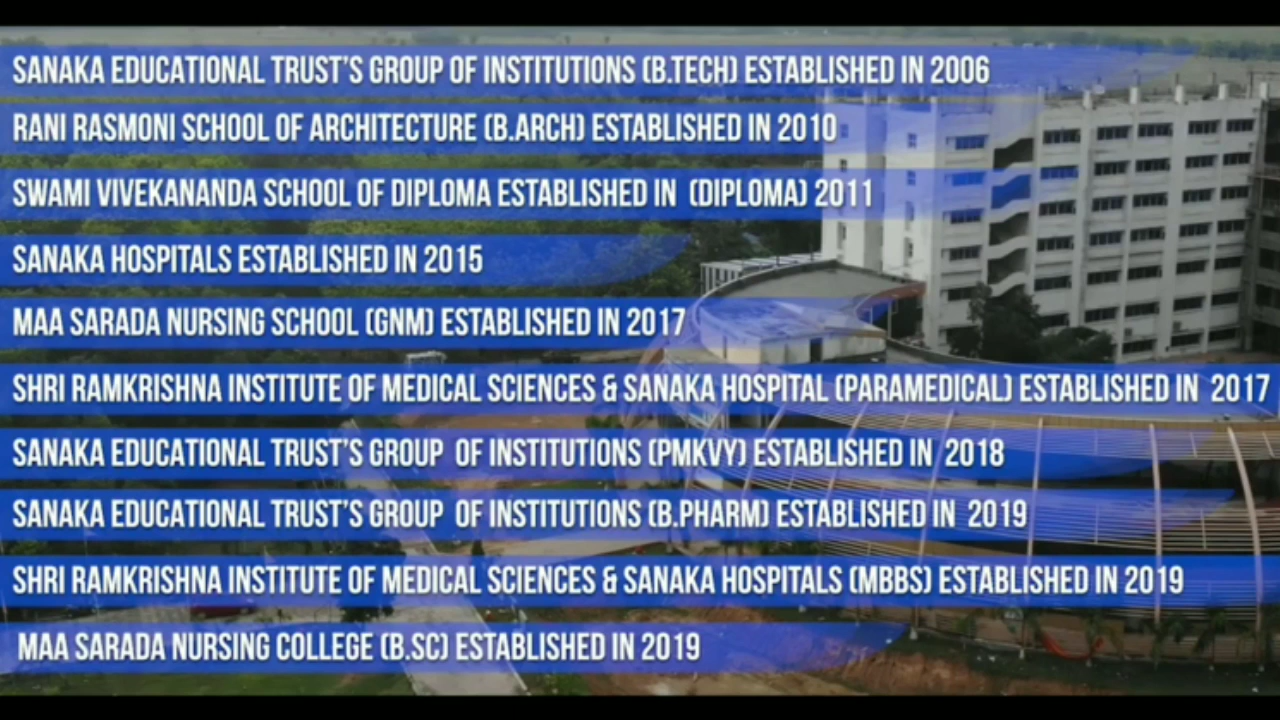 SANAKA EDUCATIONAL TRUST'S GROUP OF INSTITUTIONS (B.TECH) ESTABLISHED IN 2006
RANI RASMONI SCHOOL OF ARCHITECTURE (B.ARCH) ESTABLISHED IN 2010
SWAMI VIVEKANANDA SCHOOL OF DIPLOMA ESTABLISHED IN (DIPLOMA) 2011
SANAKA HOSPITALS ESTABLISHED IN 2015
MAA SARADA NURSING SCHOOL (GNM) ESTABLISHED IN 2017
SHRI RAMKRISHNA INSTITUTE OF MEDICAL SCIENCES & SANAKA HOSPITAL (PARAMEDICAL) ESTABLISHED IN 2017
SANAKA EDUCATIONAL TRUST'S GROUP OF INSTITUTIONS (PMKVY) ESTABLISHED IN 2018
SANAKA EDUCATIONAL TRUST'S GROUP OF INSTITUTIONS (B.PHARM) ESTABLISHED IN 2019
SHRI RAMKRISHNA INSTITUTE OF MEDICAL SCIENCES & SANAKA HOSPITALS (MBBS) ESTABLISHED IN 2019
MAA SARADA NURSING COLLEGE (B.SC) ESTABLISHED IN 2019